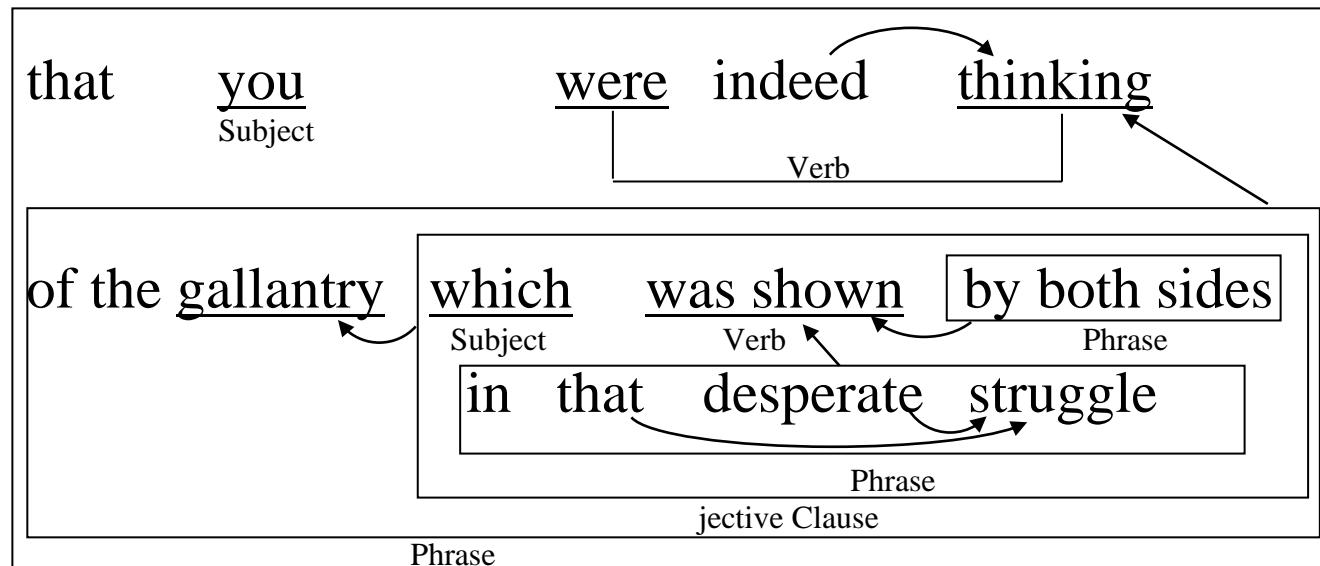 that you were indeed thinking
Subject
Verb
of the gallantry which was shown by both sides
Subject Verb Phrase
in that desperate struggle
Phrase
jective Clause
Phrase